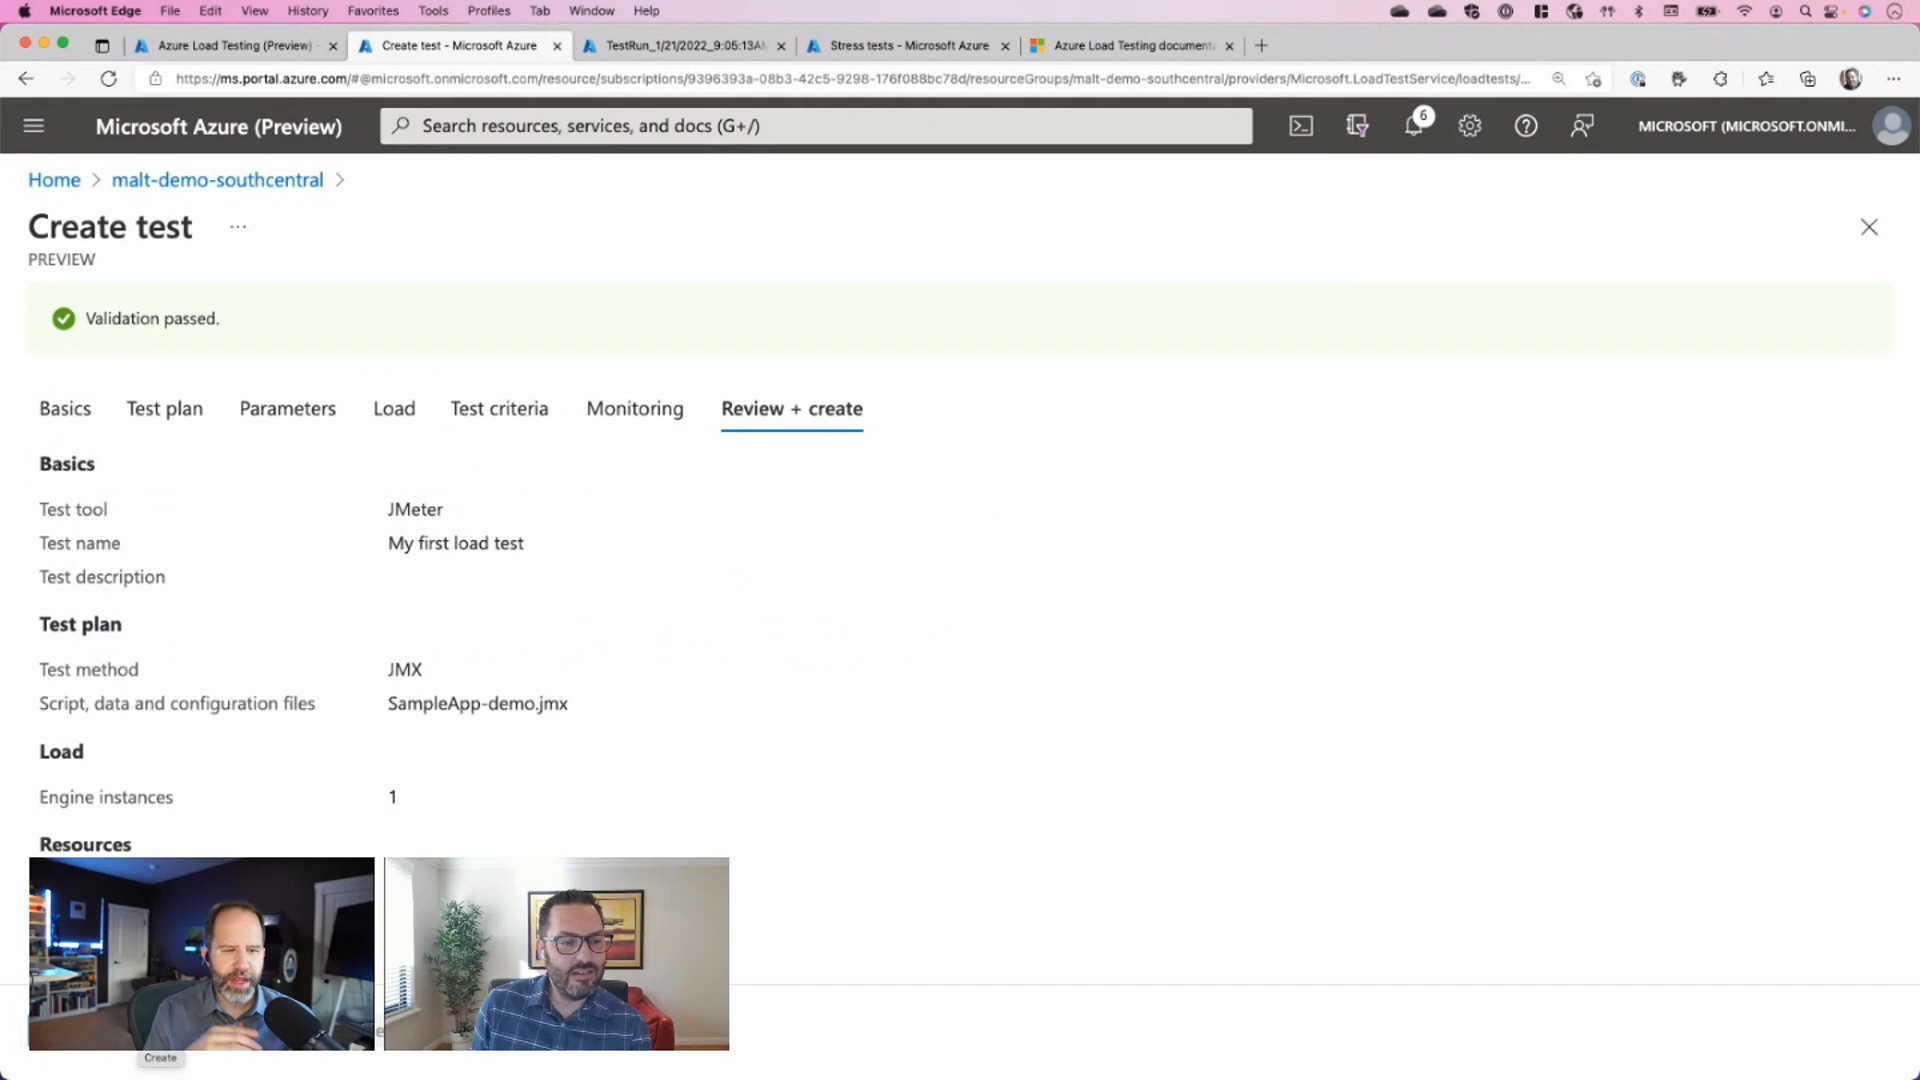 Microsoft Edge File Edit View History Favorites Tools Profiles Tab Window Help
Azure Load Testing (Preview) - Create test - Microsoft Azure TestRun_1/21/2022_9:05:13A Stress tests - Microsoft Azure Azure Load Testing document
https://ms.portal.azure.com/#@microsoft.onmicrosoft.com/resource/subscriptions/9396393a-08b3-42c5-9298-176f088bc78d/resourceGroups/malt-demo-southcentral/providers/Microsoft.LoadTestService/loadtests/...
Microsoft Azure (Preview) Search resources, services, and docs (G+/) 6 MICROSOFT (MICROSOFT.ONMI...
Home > malt-demo-southcentral >
Create test ...
PREVIEW
Validation passed.
Basics Test plan Parameters Load Test criteria Monitoring Review + create
Basics
Test tool JMeter
Test name My first load test
Test description
Test plan
Test method JMX
Script, data and configuration files SampleApp-demo.jmx
Load
Engine instances 1
Resources
Create